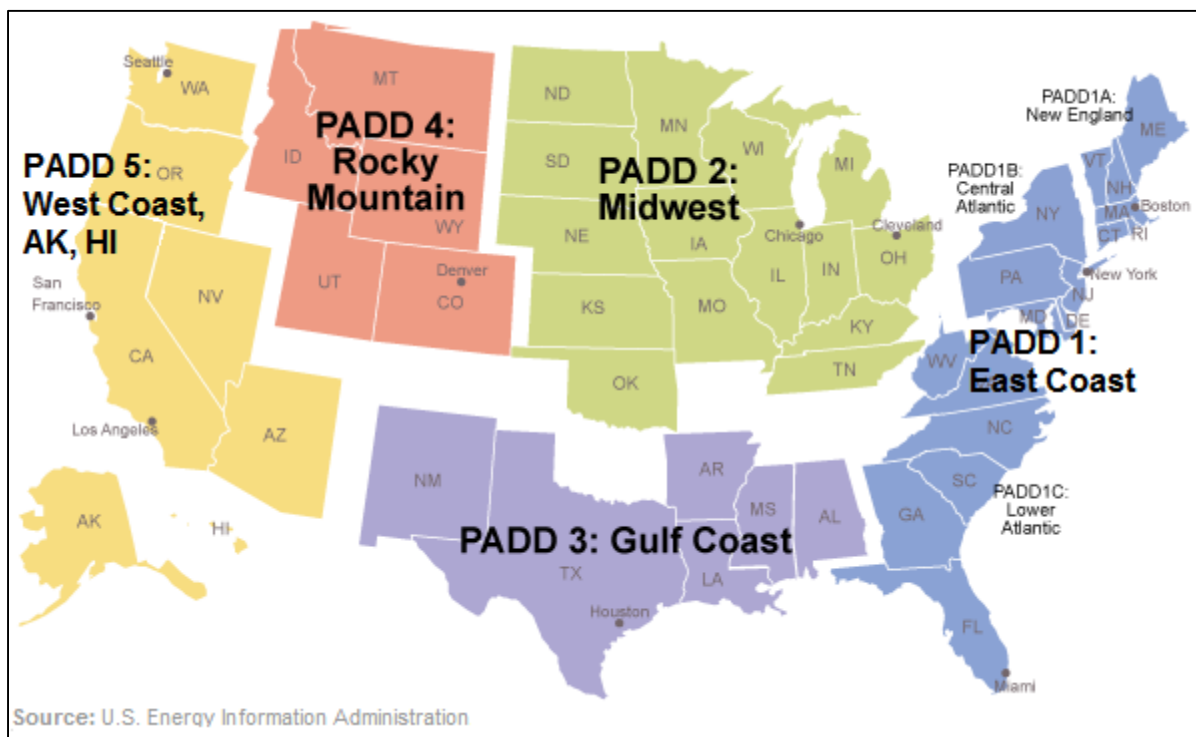 Seattle
WA
MT
ND
MN
PADD1A:
New England
ME
PADD 4:
Rocky
Mountain
ID
PADD 5:
West Coast,
AK, HI
OR
WY
SD
WI
MI
PADD 2:
Midwest
PADD1B:
Central
Atlantic
VT
NH
NY
MA
Boston
CT
RI
NE
IA
Chicago
Cleveland
San
Francisco
NV
UT
Denver
CO
IL
IN
OH
PA
New York
NJ
MD
DE
KS
MO
KY
WV
PADD 1:
East Coast
CA
TN
OK
Los Angeles
AZ
NC
NM
AR
SC
PADD1C:
Lower
Atlantic
AK
HI
MS
AL
GA
PADD 3: Gulf Coast
TX
LA
Houston
FL
Miami
Source: U.S. Energy Information Administration